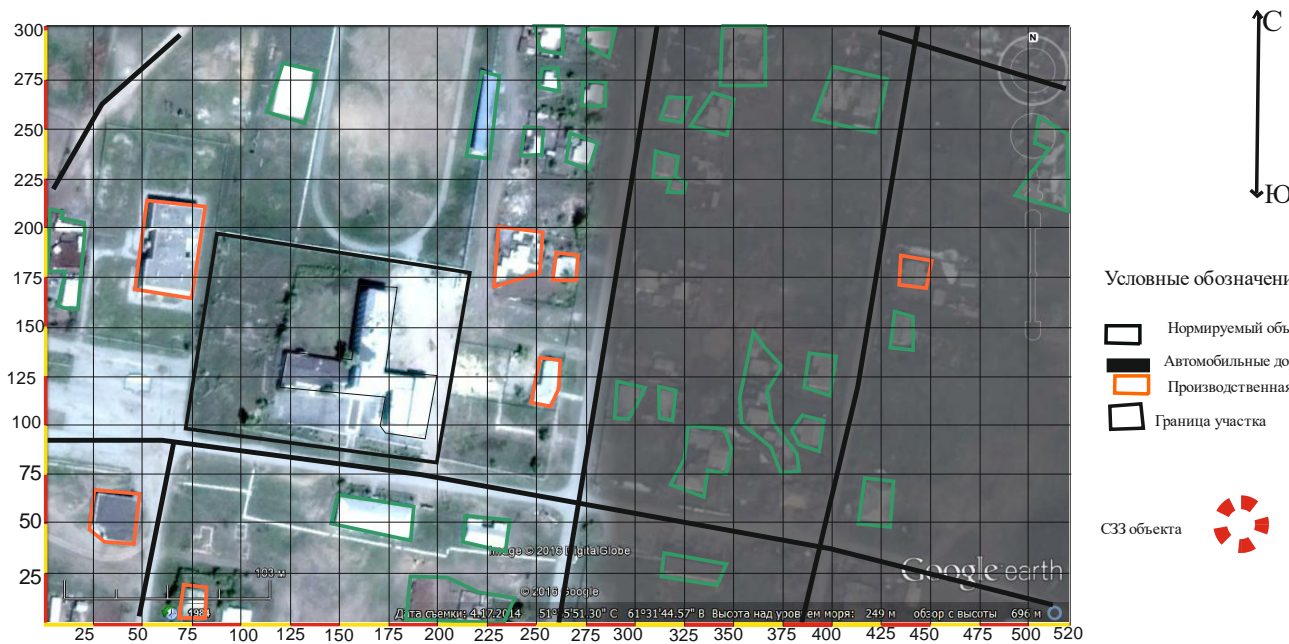 300
275
250
225
200
175
150
125
100
75
50
25
25 50 75 100 125 150 175 200 225 250 275 300 325 350 375 400 425 450 475 500 520
N
103 м
1984
Image © 2016 DigitalGlobe
© 2016 Google
Google earth
Дата съемки: 4.17.2014 51° 5'51.30" С 61°31'44.57" В Высота над уровнем моря: 249 м обзор с высоты 696 м
С
Ю
Условные обозначени
Нормируемый объ
Автомобильные до
Производственная
Граница участка
СЗЗ объекта